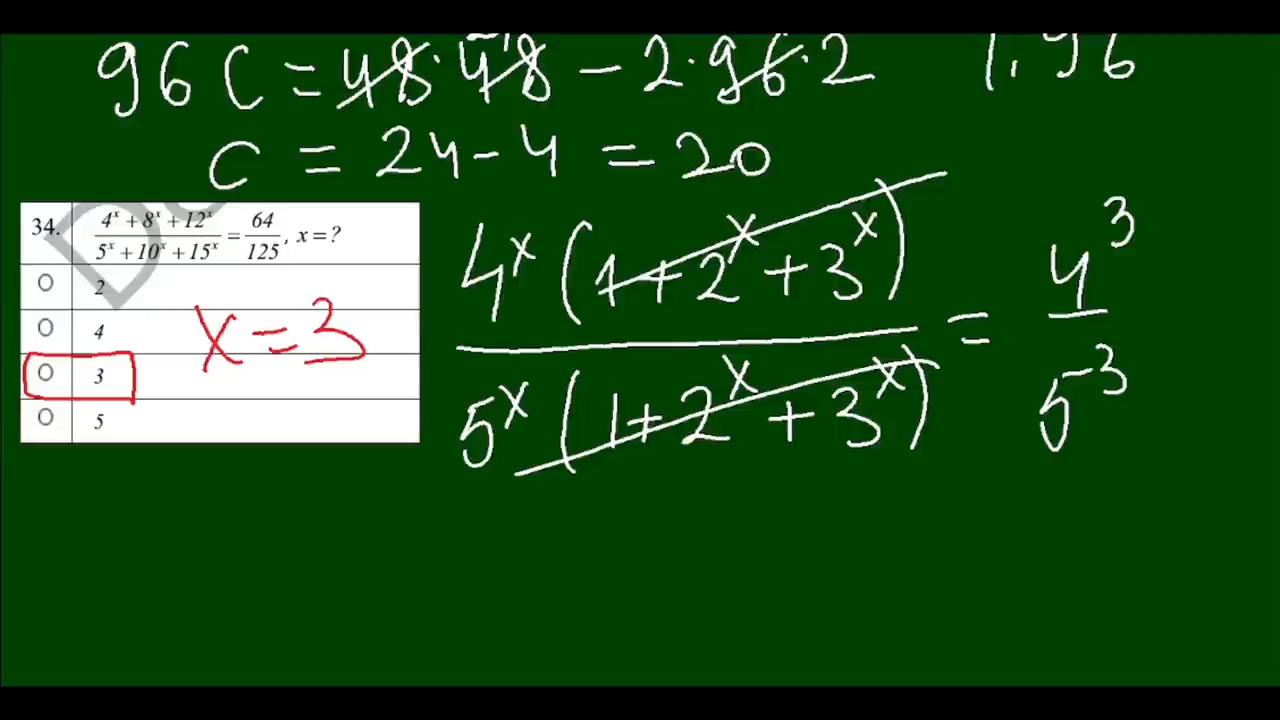 96 C = 48·48 − 2·96·2
1.96
C = 24−4 = 20
34. (4^x + 8^x + 12^x)/(5^x + 10^x + 15^x) = 64/125, x = ?
2
4
3
5
x = 3
4^x (1+2^x+3^x) / 5^x (1+2^x+3^x) = 4^3 / 5^3